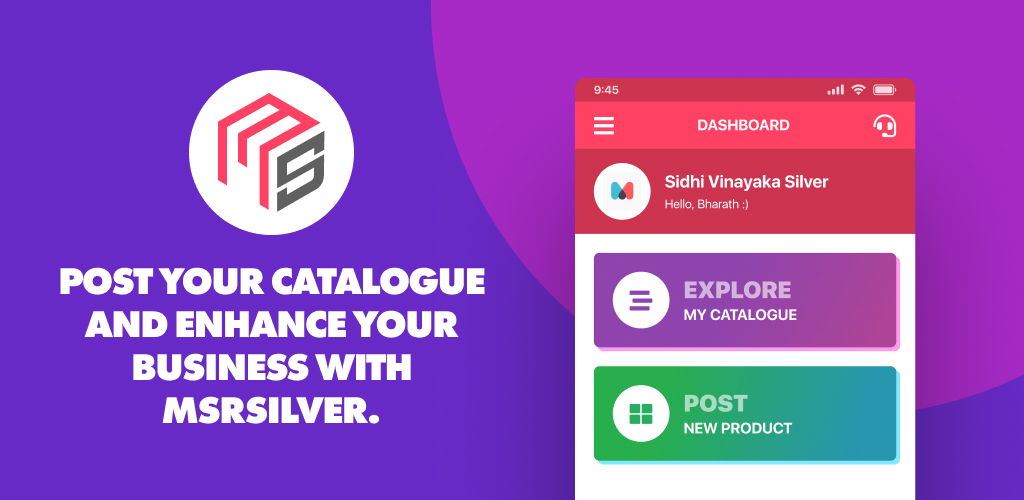 MS
POST YOUR CATALOGUE
AND ENHANCE YOUR
BUSINESS WITH
MSRSILVER.
9:45
DASHBOARD
Sidhi Vinayaka Silver
Hello, Bharath :)
EXPLORE
MY CATALOGUE
POST
NEW PRODUCT